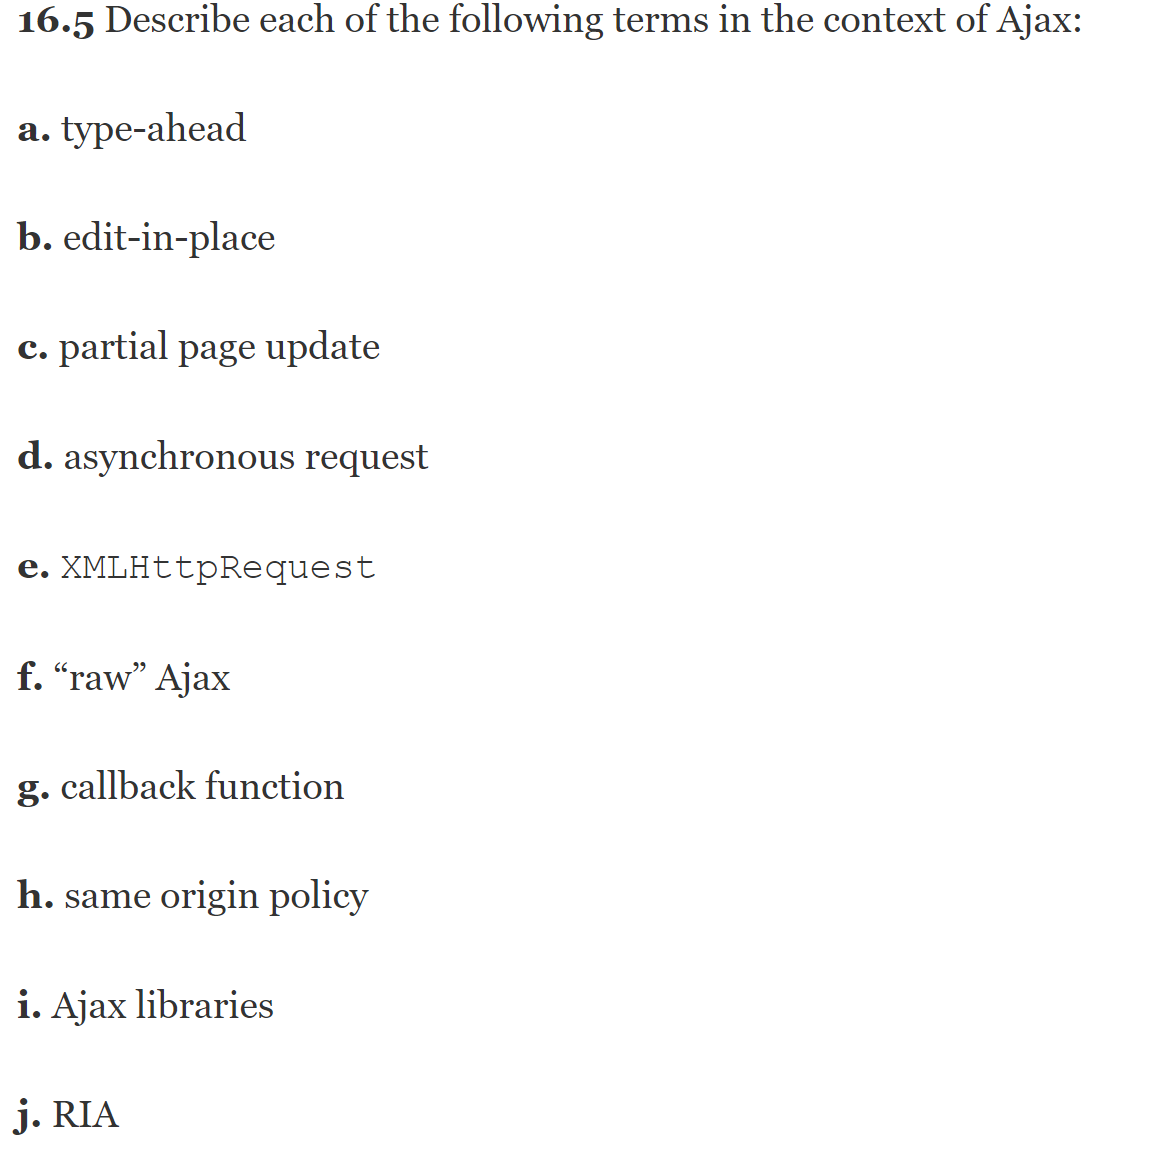 16.5 Describe each of the following terms in the context of Ajax:
a. type-ahead
b. edit-in-place
c. partial page update
d. asynchronous request
e. XMLHttpRequest
f. “raw” Ajax
g. callback function
h. same origin policy
i. Ajax libraries
j. RIA